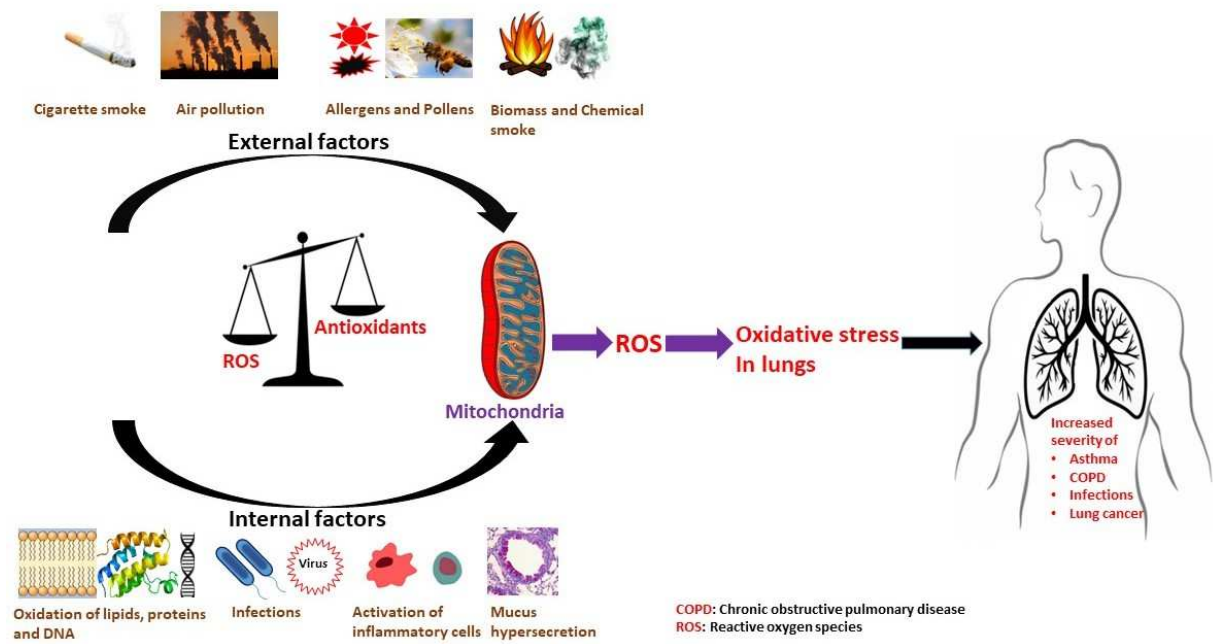 Cigarette smoke
Air pollution
Allergens and Pollens
Biomass and Chemical
smoke
External factors
Antioxidants
ROS
Mitochondria
ROS
Oxidative stress
In lungs
Increased
severity of
• Asthma
• COPD
• Infections
• Lung cancer
Internal factors
Virus
Oxidation of lipids, proteins
and DNA
Infections
Activation of
inflammatory cells
Mucus
hypersecretion
COPD: Chronic obstructive pulmonary disease
ROS: Reactive oxygen species